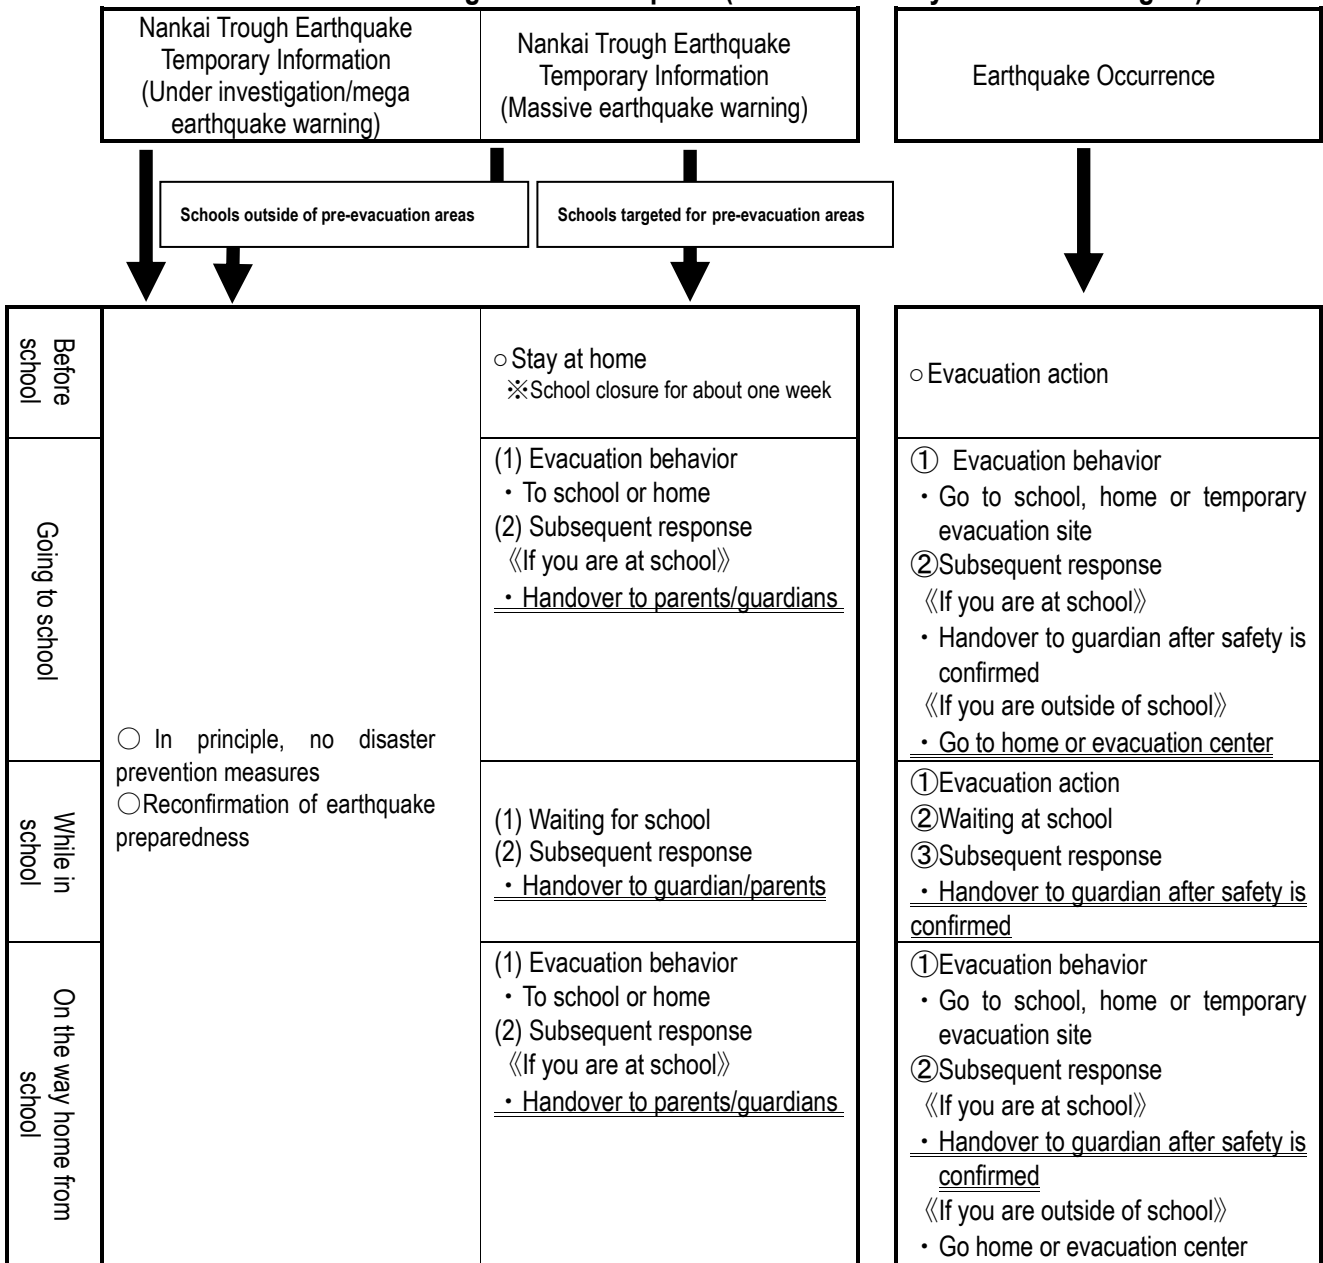 Nankai Trough Earthquake
Temporary Information
(Under investigation/mega
earthquake warning)
Nankai Trough Earthquake
Temporary Information
(Massive earthquake warning)
Earthquake Occurrence
Schools outside of pre-evacuation areas
Schools targeted for pre-evacuation areas
Before
school
○Stay at home
※School closure for about one week
○Evacuation action
Going to school
(1) Evacuation behavior
・To school or home
(2) Subsequent response
《If you are at school》
・Handover to parents/guardians
① Evacuation behavior
・Go to school, home or temporary
evacuation site
②Subsequent response
《If you are at school》
・Handover to guardian after safety is
confirmed
《If you are outside of school》
・Go to home or evacuation center
○ In principle, no disaster
prevention measures
○Reconfirmation of earthquake
preparedness
While in
school
(1) Waiting for school
(2) Subsequent response
・Handover to guardian/parents
①Evacuation action
②Waiting at school
③Subsequent response
・Handover to guardian after safety is
confirmed
On the way home from
school
(1) Evacuation behavior
・To school or home
(2) Subsequent response
《If you are at school》
・Handover to parents/guardians
①Evacuation behavior
・Go to school, home or temporary
evacuation site
②Subsequent response
《If you are at school》
・Handover to guardian after safety is
confirmed
《If you are outside of school》
・Go home or evacuation center